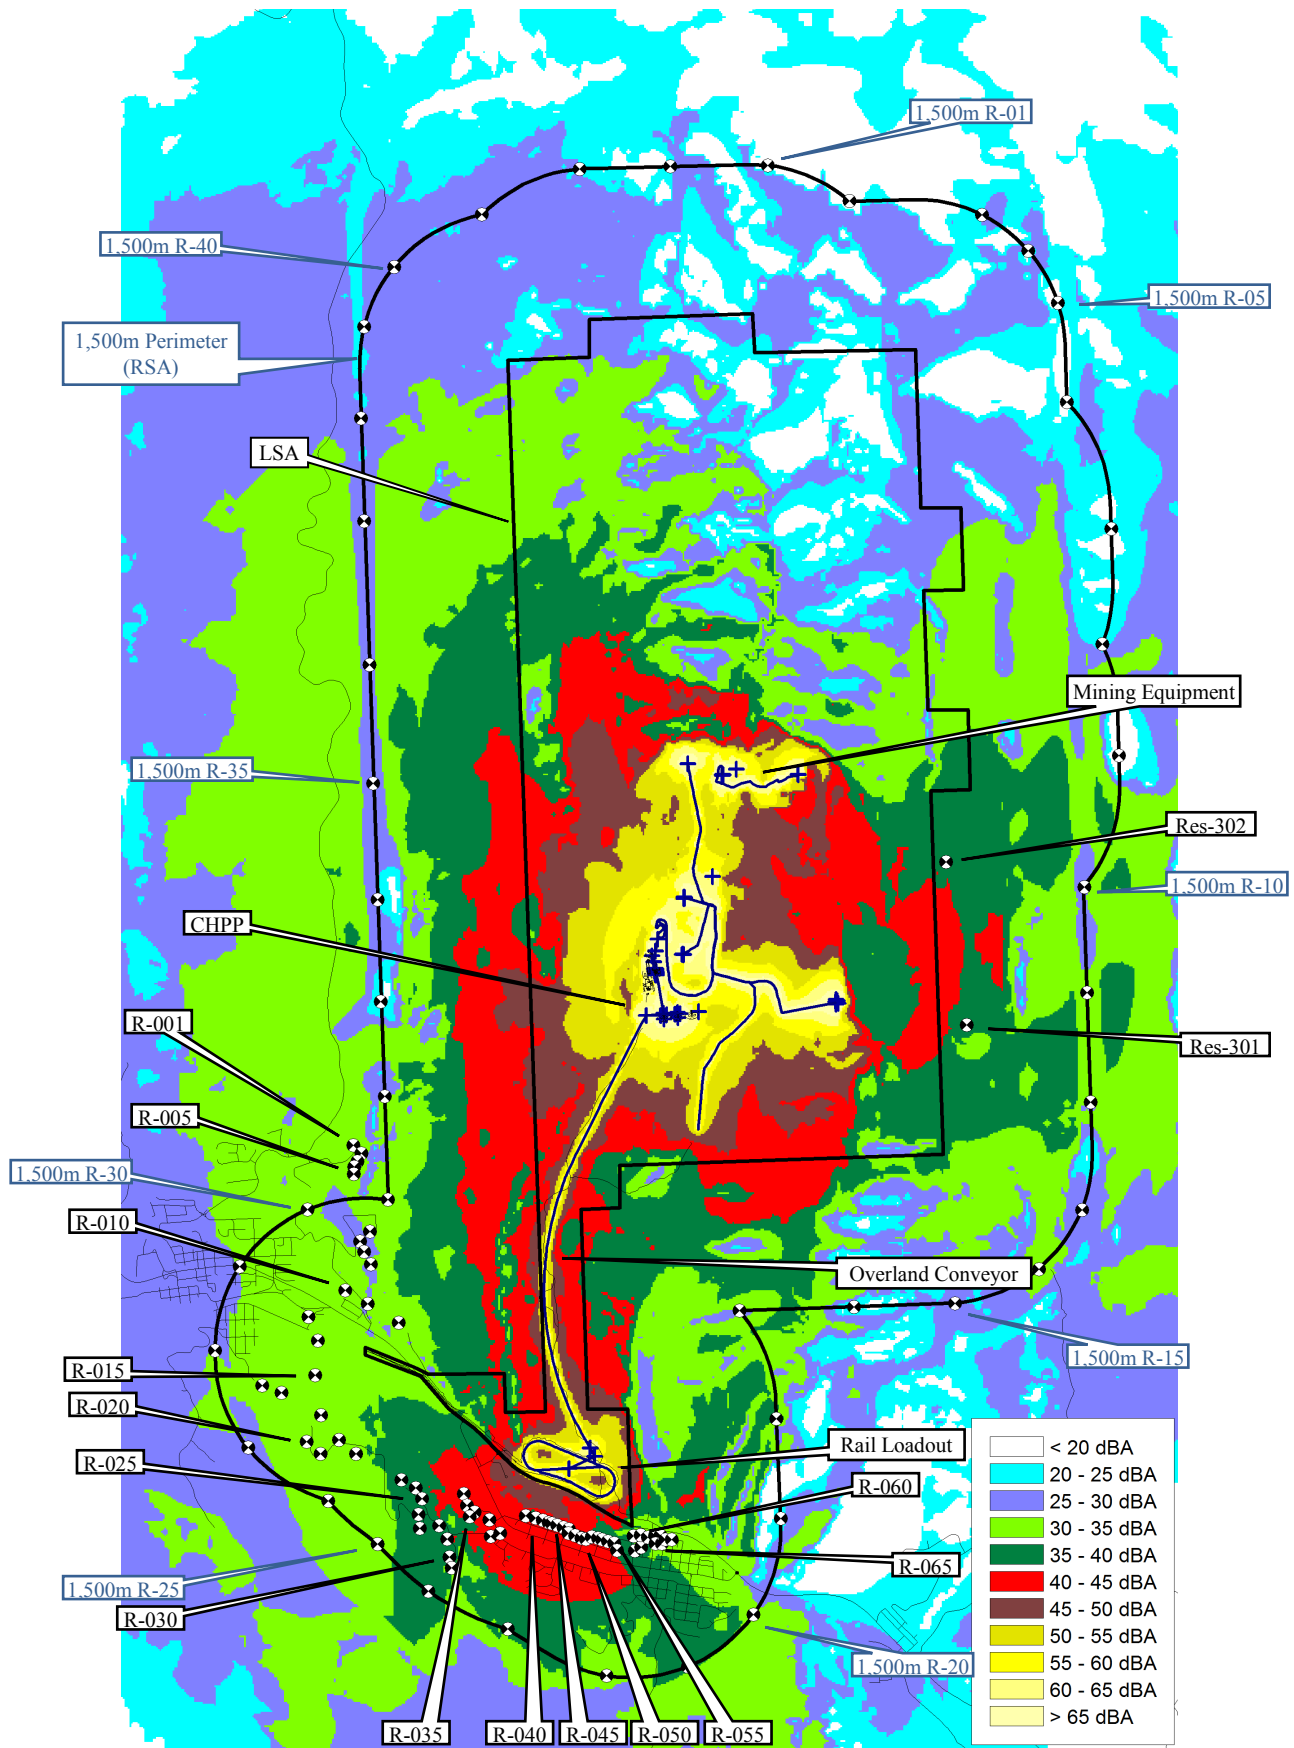 1,500m R-01
1,500m R-40
1,500m R-05
1,500m Perimeter
(RSA)
LSA
Mining Equipment
1,500m R-35
Res-302
1,500m R-10
CHPP
R-001
Res-301
R-005
1,500m R-30
R-010
Overland Conveyor
1,500m R-15
R-015
R-020
Rail Loadout
R-025
R-060
R-065
1,500m R-25
R-030
1,500m R-20
R-035
R-040
R-045
R-050
R-055
< 20 dBA
20 - 25 dBA
25 - 30 dBA
30 - 35 dBA
35 - 40 dBA
40 - 45 dBA
45 - 50 dBA
50 - 55 dBA
55 - 60 dBA
60 - 65 dBA
> 65 dBA